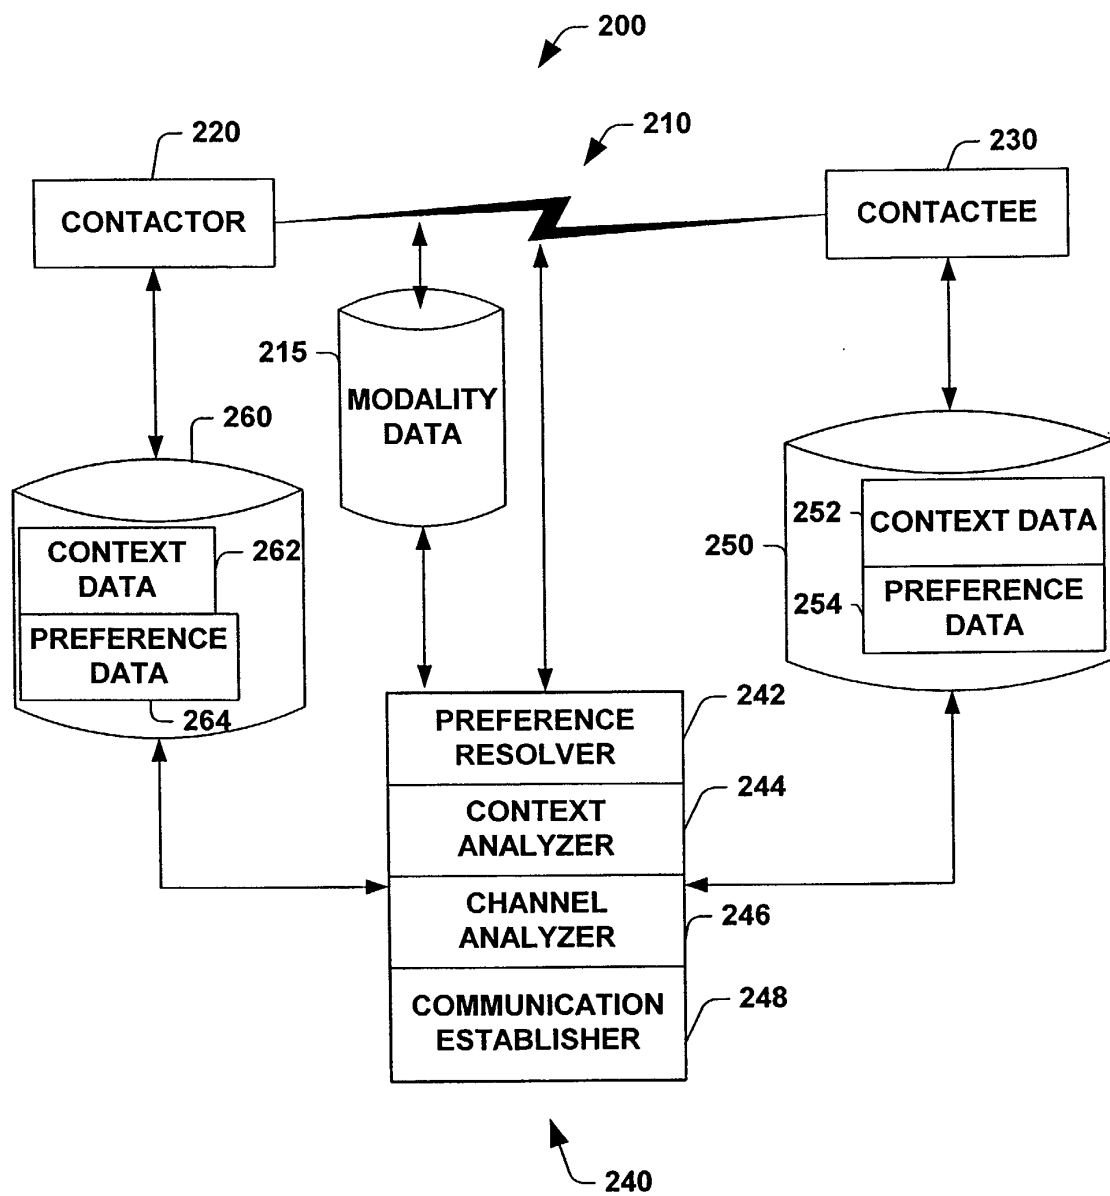 200
210
220
230
CONTACTOR
CONTACTEE
215
MODALITY
DATA
260
CONTEXT
DATA
262
PREFERENCE
DATA
264
250
252
CONTEXT DATA
254
PREFERENCE
DATA
PREFERENCE
RESOLVER
242
CONTEXT
ANALYZER
244
CHANNEL
ANALYZER
246
COMMUNICATION
ESTABLISHER
248
240